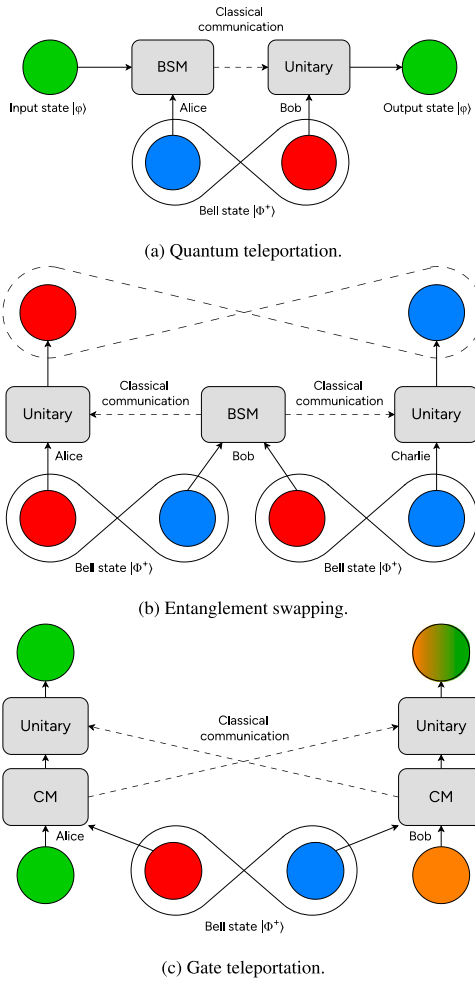 Classical
communication
BSM
Unitary
Input state |φ⟩
Alice
Bob
Output state |φ⟩
Bell state |Φ⁺⟩
(a) Quantum teleportation.
Classical
communication
Classical
communication
Unitary
BSM
Unitary
Alice
Bob
Charlie
Bell state |Φ⁺⟩
Bell state |Φ⁺⟩
(b) Entanglement swapping.
Unitary
Classical
communication
Unitary
CM
CM
Alice
Bob
Bell state |Φ⁺⟩
(c) Gate teleportation.